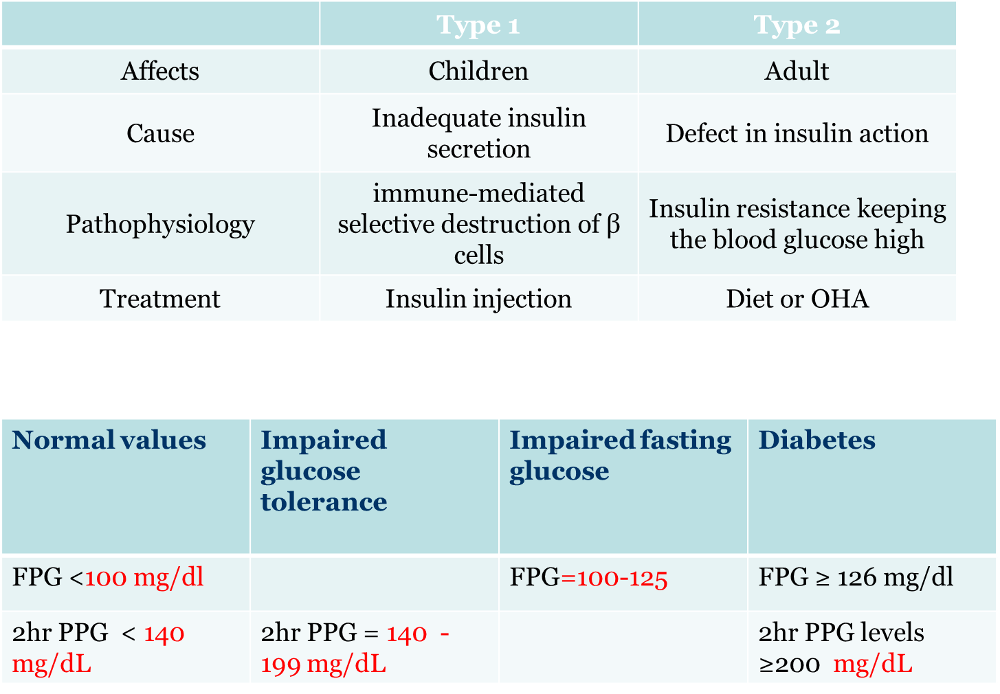 Type 1
Type 2
Affects
Children
Adult
Cause
Inadequate insulin
secretion
Defect in insulin action
Pathophysiology
immune-mediated
selective destruction of β
cells
Insulin resistance keeping
the blood glucose high
Treatment
Insulin injection
Diet or OHA
Normal values
Impaired
glucose
tolerance
Impaired fasting
glucose
Diabetes
FPG <100 mg/dl
FPG=100-125
FPG ≥ 126 mg/dl
2hr PPG < 140
mg/dL
2hr PPG = 140 -
199 mg/dL
2hr PPG levels
≥200 mg/dL